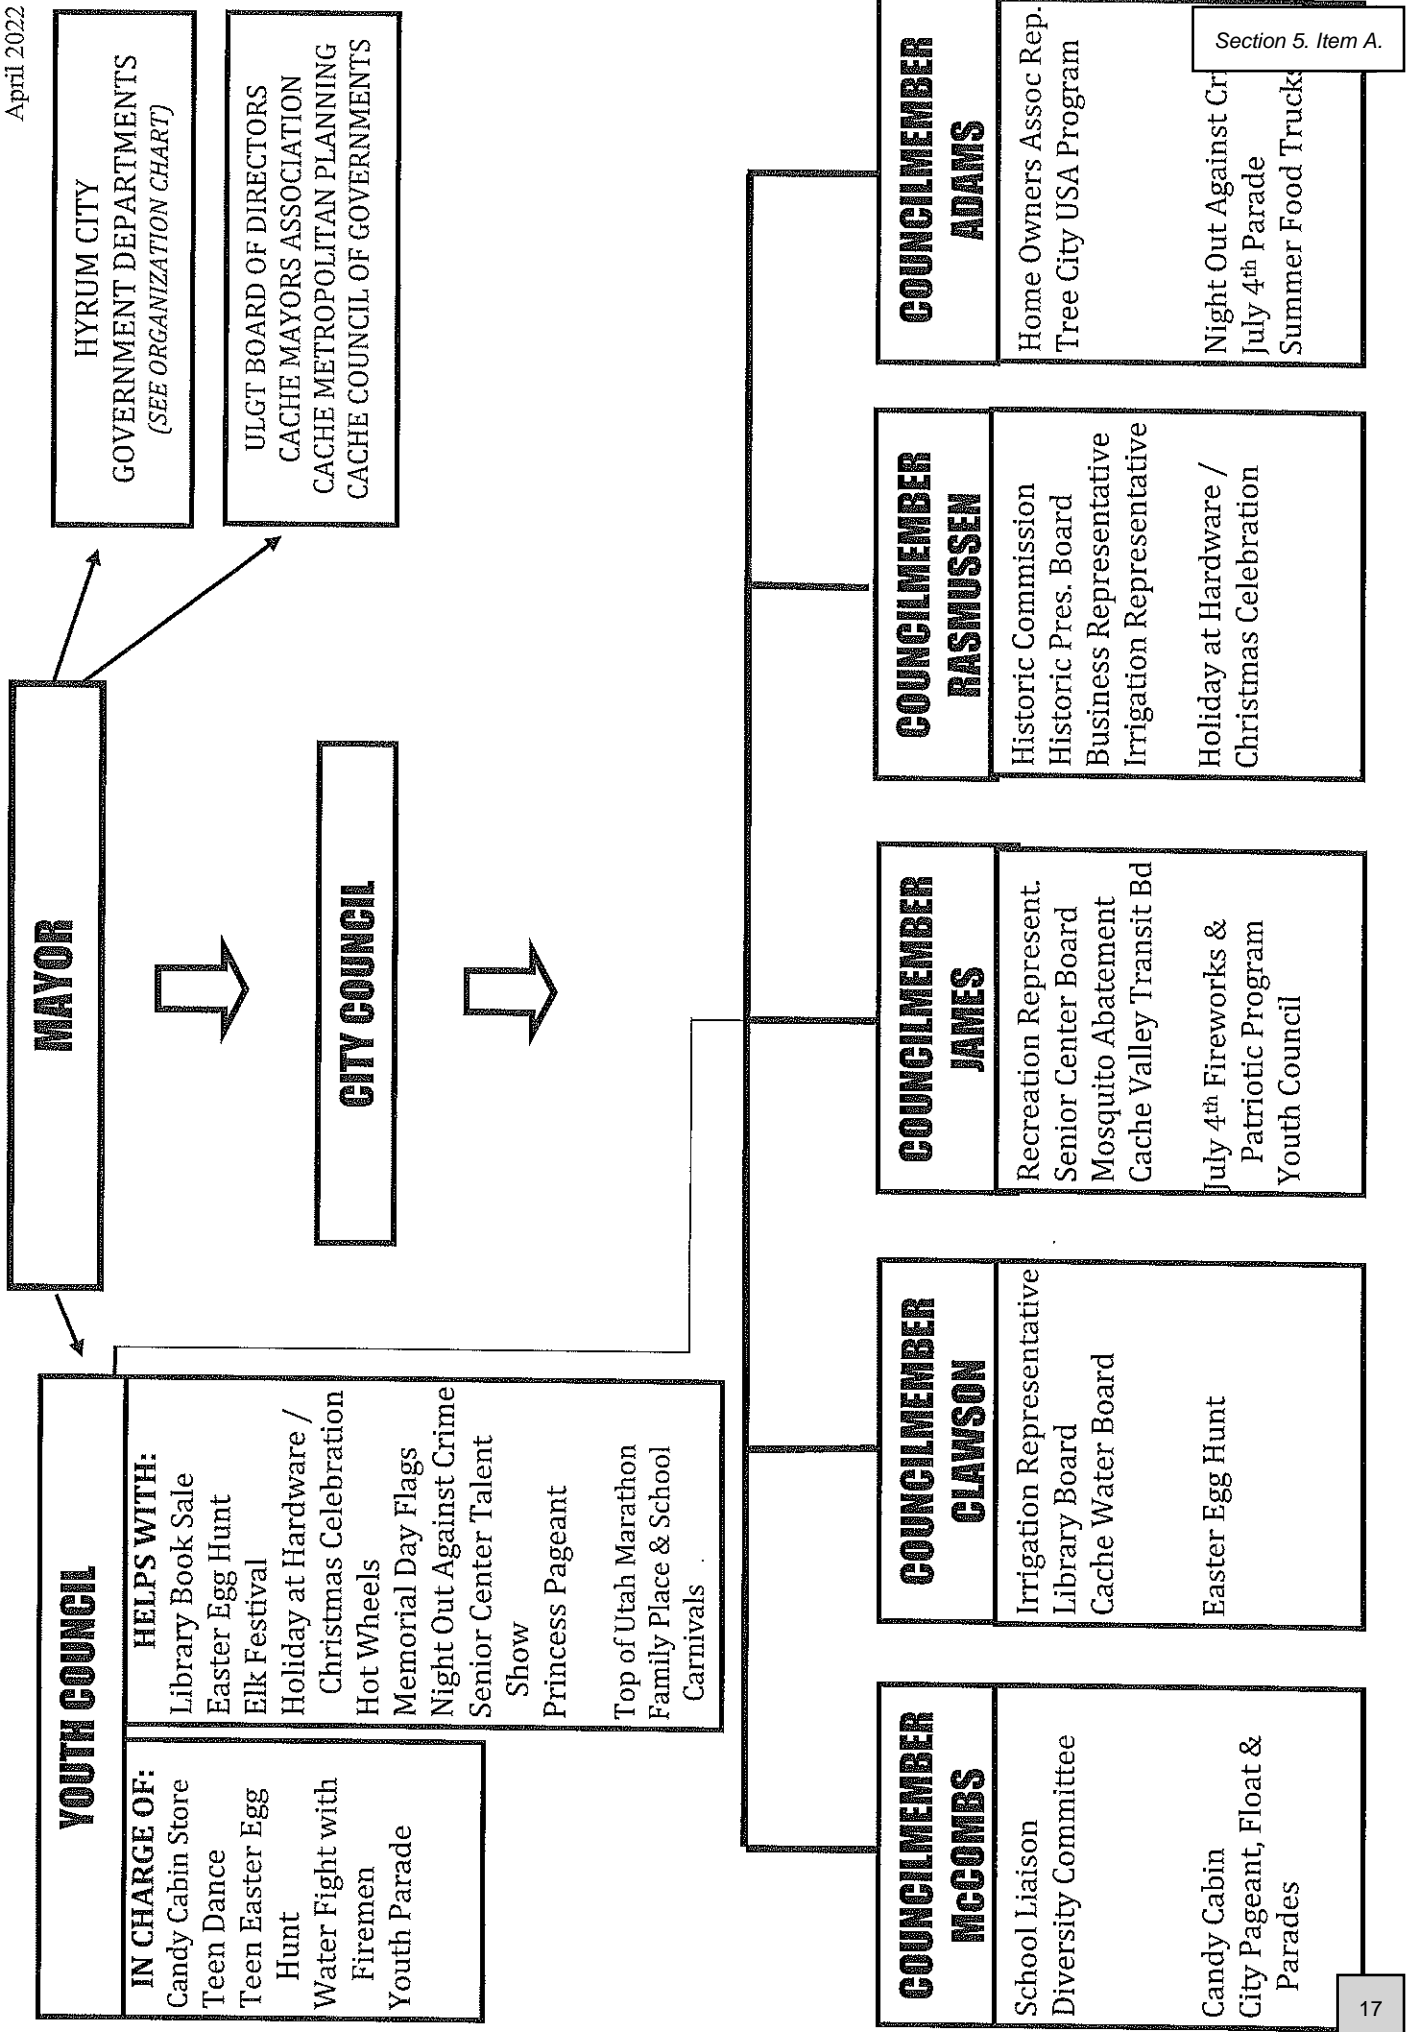 April 2022
MAYOR
HYRUM CITY
GOVERNMENT DEPARTMENTS
(SEE ORGANIZATION CHART)
ULGT BOARD OF DIRECTORS
CACHE MAYORS ASSOCIATION
CACHE METROPOLITAN PLANNING
CACHE COUNCIL OF GOVERNMENTS
CITY COUNCIL
YOUTH COUNCIL
IN CHARGE OF:
Candy Cabin Store
Teen Dance
Teen Easter Egg
Hunt
Water Fight with
Firemen
Youth Parade
HELPS WITH:
Library Book Sale
Easter Egg Hunt
Elk Festival
Holiday at Hardware /
Christmas Celebration
Hot Wheels
Memorial Day Flags
Night Out Against Crime
Senior Center Talent
Show
Princess Pageant
Top of Utah Marathon
Family Place & School
Carnivals
COUNCILMEMBER
McCOMBS
School Liaison
Diversity Committee
Candy Cabin
City Pageant, Float &
Parades
COUNCILMEMBER
CLAWSON
Irrigation Representative
Library Board
Cache Water Board
Easter Egg Hunt
COUNCILMEMBER
JAMES
Recreation Represent.
Senior Center Board
Mosquito Abatement
Cache Valley Transit Bd
July 4th Fireworks &
Patriotic Program
Youth Council
COUNCILMEMBER
RASMUSSEN
Historic Commission
Historic Pres. Board
Business Representative
Irrigation Representative
Holiday at Hardware /
Christmas Celebration
COUNCILMEMBER
ADAMS
Home Owners Assoc Rep.
Tree City USA Program
Night Out Against
July 4th Parade
Summer Food Trucks
Section 5. Item A.
17